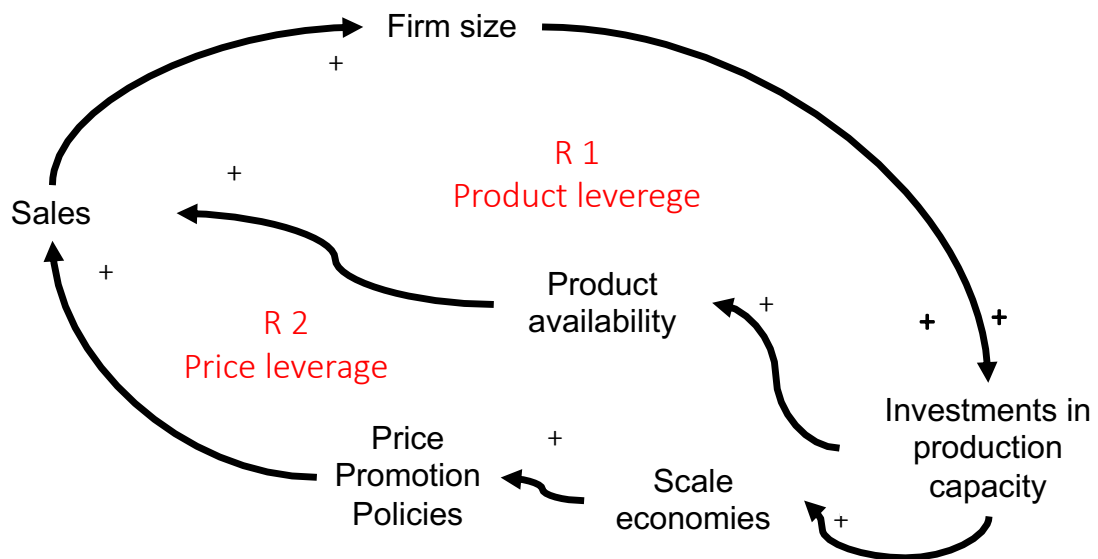 Firm size
+
R 1
Product leverege
+
Sales
+
Product
availability
+
+ +
R 2
Price leverage
Investments in
production
capacity
Price
Promotion
Policies
+
Scale
economies
+